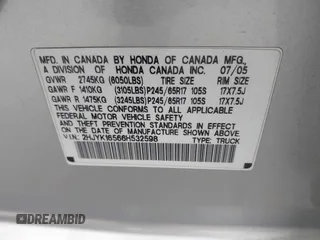 MFD. IN CANADA BY HONDA OF CANADA MFG.,
A DIVISION OF HONDA CANADA INC. 07/05
GVWR 2745KG (6050LBS) TIRE SIZE RIM SIZE
GAWR F 1410KG (3105LBS) P245/65R17 105S 17X7.5J
GAWR R 1475KG (3245LBS) P245/65R17 105S 17X7.5J
THIS VEHICLE CONFORMS TO ALL APPLICABLE
FEDERAL MOTOR VEHICLE SAFETY STANDARDS
IN EFFECT ON THE DATE OF MANUFACTURE SHOWN ABOVE.
V.I.N.: 2HJYK16566H532598 TYPE: TRUCK
DREAMBID